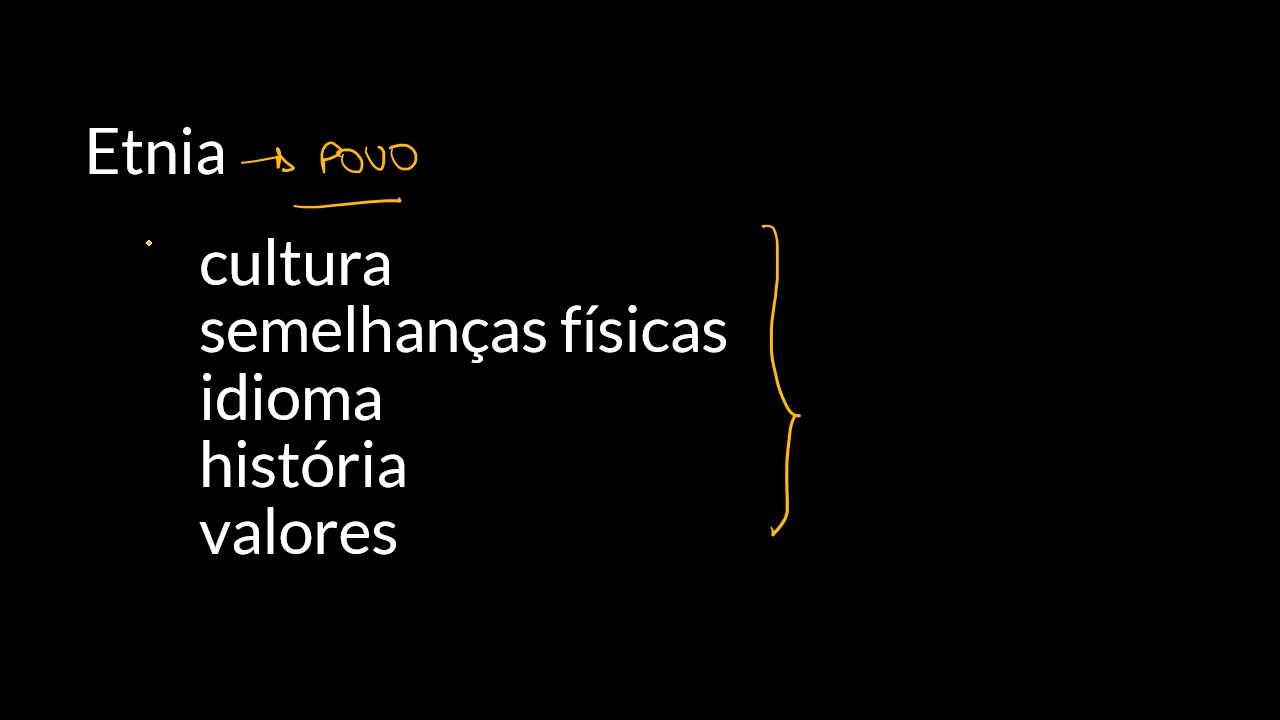 Etnia → POVO
cultura
semelhanças físicas
idioma
história
valores